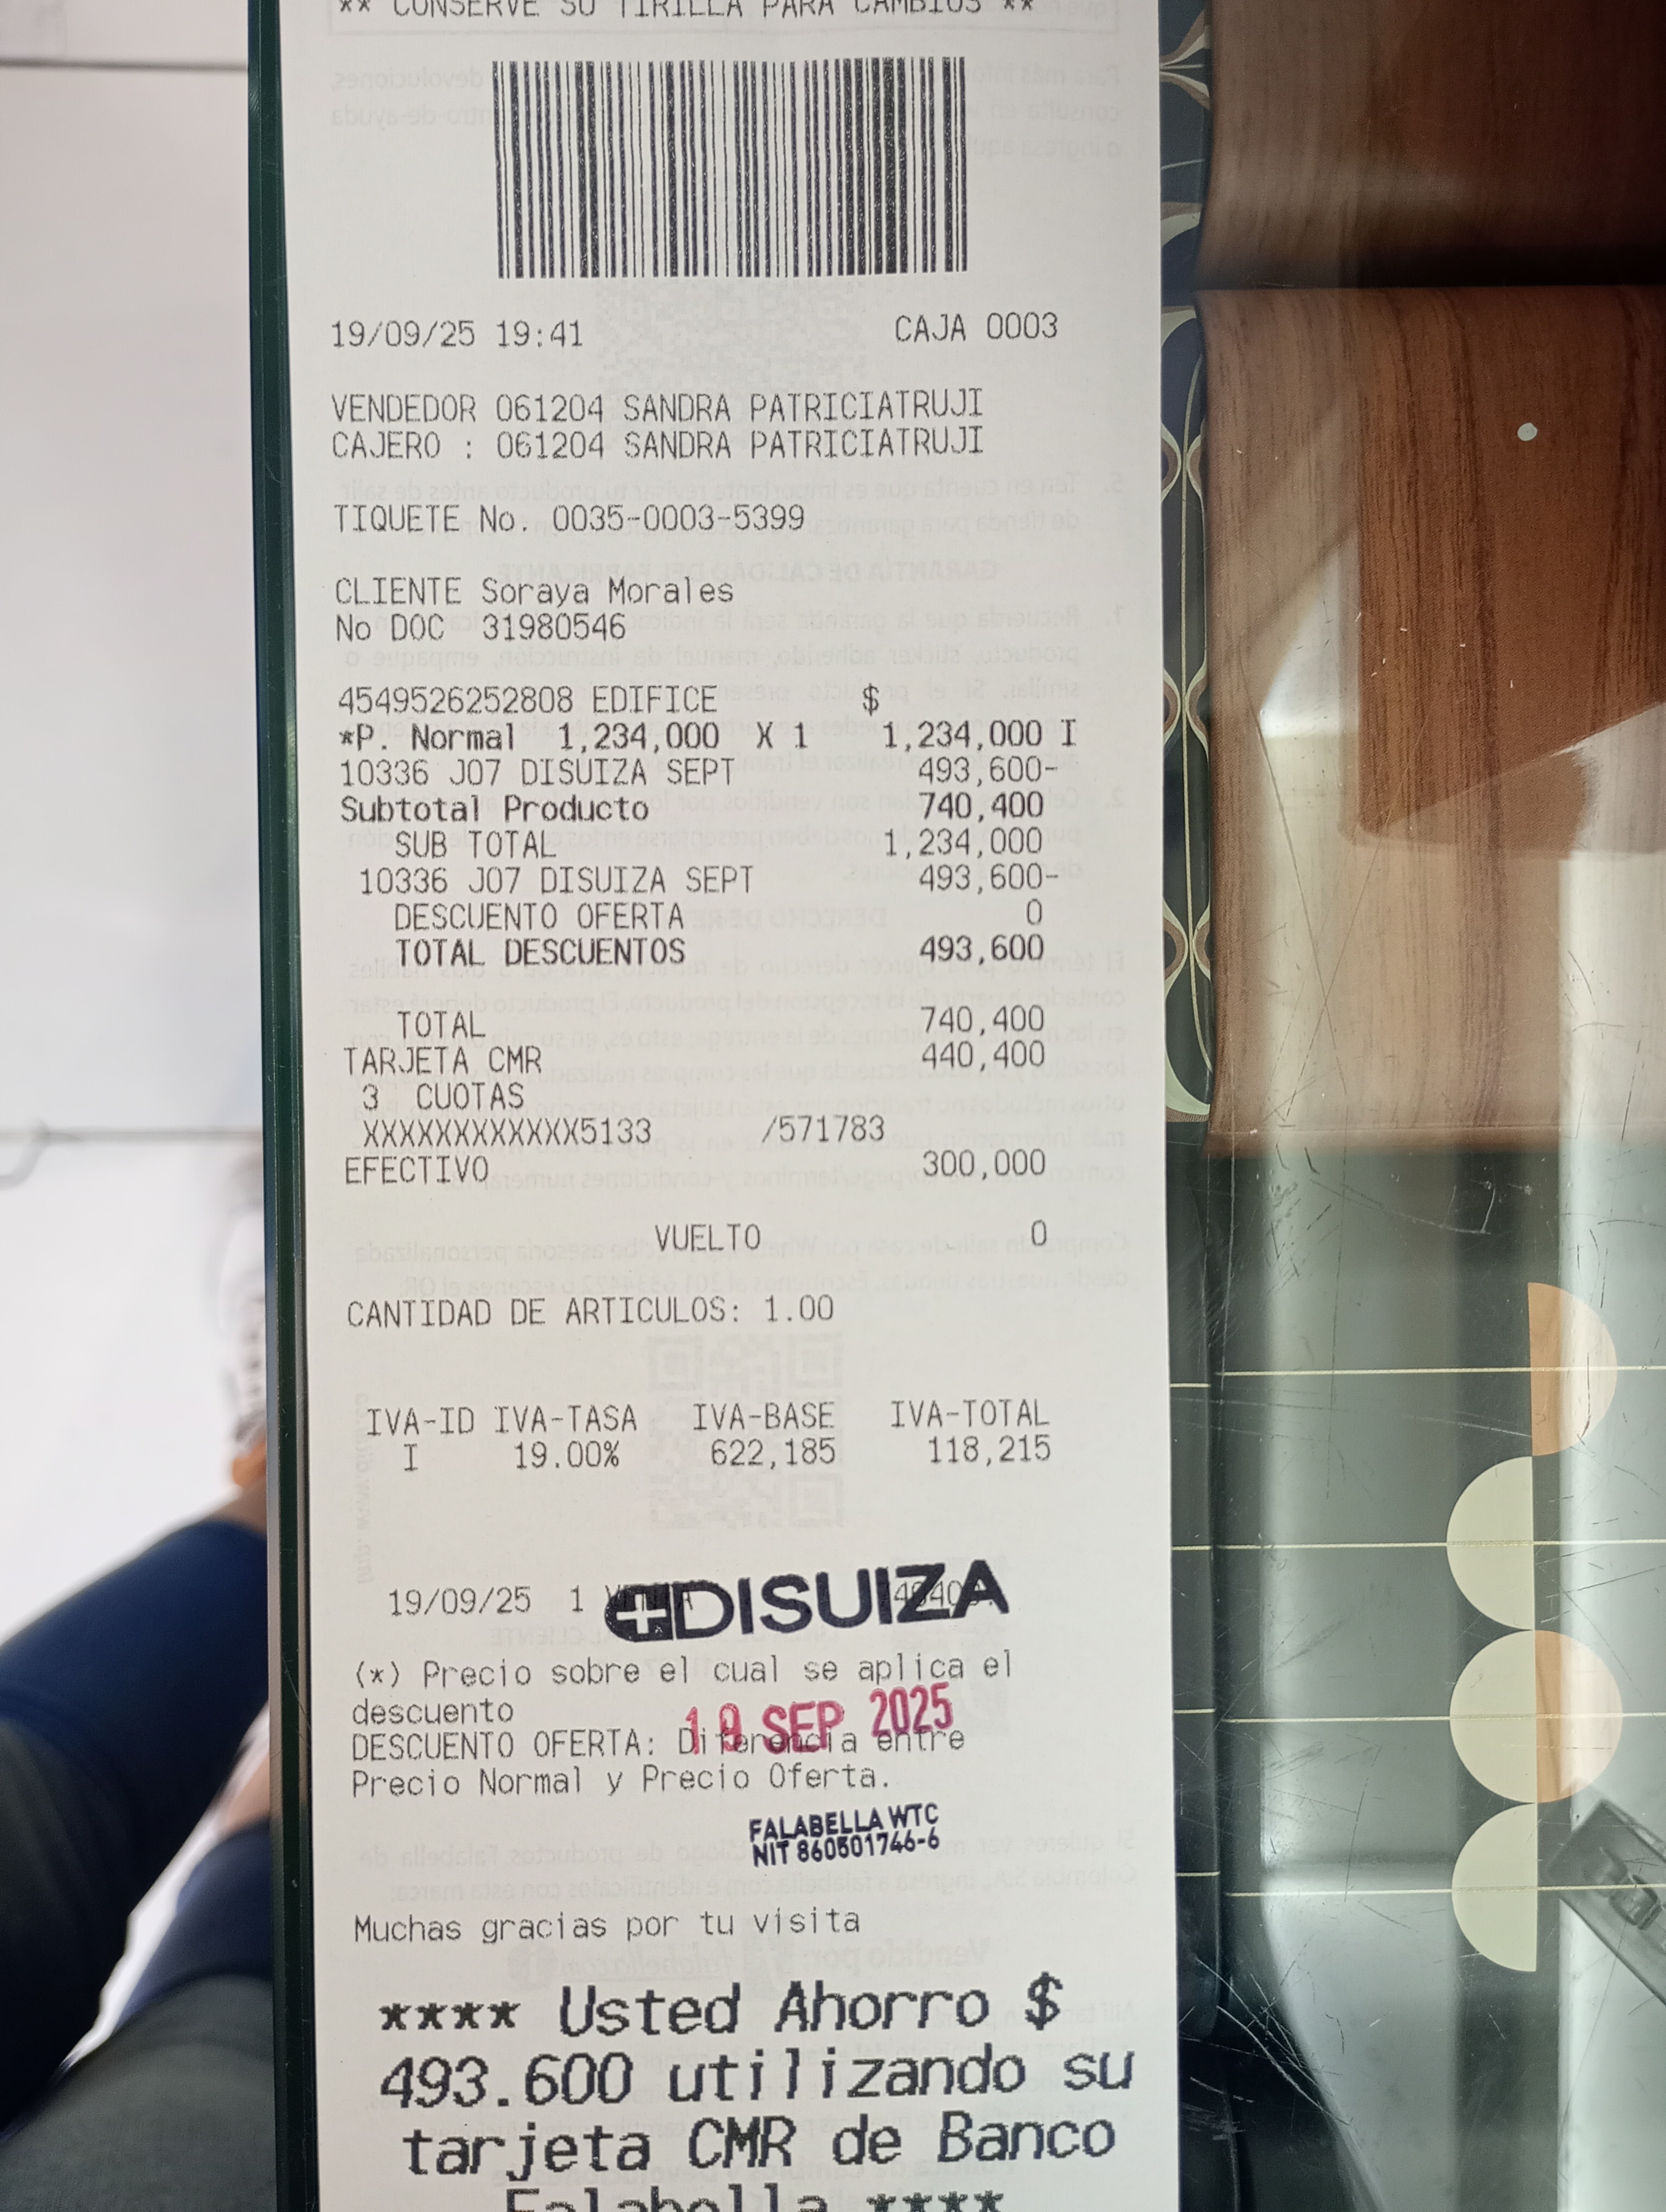 ** CONSERVE SU TIRILLA PARA CAMBIOS **
19/09/25 19:41 CAJA 0003
VENDEDOR 061204 SANDRA PATRICIATRUJI
CAJERO : 061204 SANDRA PATRICIATRUJI
TIQUETE No. 0035-0003-5399
CLIENTE Soraya Morales
No DOC 31980546
4549526252808 EDIFICE $
*P. Normal 1,234,000 X 1 1,234,000 I
10336 J07 DISUIZA SEPT 493,600-
Subtotal Producto 740,400
SUB TOTAL 1,234,000
10336 J07 DISUIZA SEPT 493,600-
DESCUENTO OFERTA 0
TOTAL DESCUENTOS 493,600
TOTAL 740,400
TARJETA CMR 440,400
3 CUOTAS
XXXXXXXXXXXX5133 /571783
EFECTIVO 300,000
VUELTO 0
CANTIDAD DE ARTICULOS: 1.00
IVA-ID IVA-TASA IVA-BASE IVA-TOTAL
I 19.00% 622,185 118,215
19/09/25 1
DISUIZA
(*) Precio sobre el cual se aplica el
descuento
19 SEP 2025
DESCUENTO OFERTA: Diferencia entre
Precio Normal y Precio Oferta.
FALABELLA WTC
NIT 860501746-6
Muchas gracias por tu visita
**** Usted Ahorro $
493.600 utilizando su
tarjeta CMR de Banco
Falabella ****